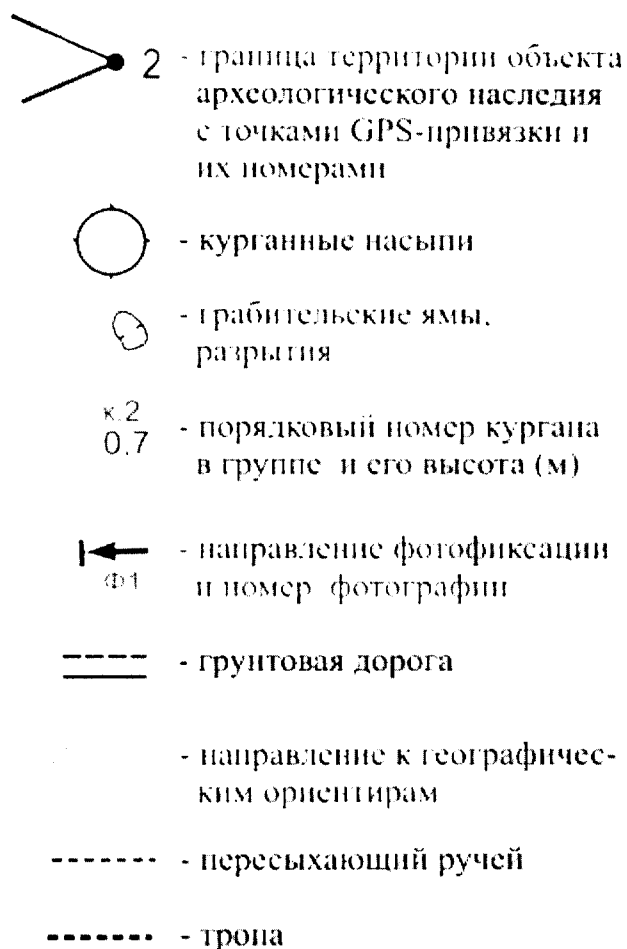 2 - граница территории объекта
археологического наследия
с точками GPS-привязки и
их номерами
- курганные насыпи
- грабительские ямы,
разрытия
к.2
0,7 - порядковый номер кургана
в группе и его высота (м)
- направление фотофиксации
Ф1 и номер фотографии
- грунтовая дорога
- направление к географичес-
ким ориентирам
- пересыхающий ручей
- тропа